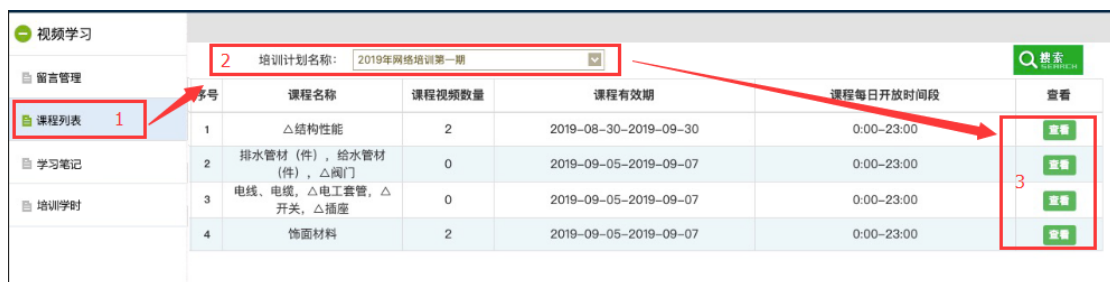 视频学习
留言管理
课程列表 1
学习笔记
培训学时
2 培训计划名称: 2019年网络培训第一期
搜索
SEARCH
序号 课程名称 课程视频数量 课程有效期 课程每日开放时间段 查看
1 △结构性能 2 2019-08-30-2019-09-30 0:00-23:00 查看
2 排水管材（件）, 给水管材
（件）, △阀门 0 2019-09-05-2019-09-07 0:00-23:00 查看
3 电线、电缆, △电工套管, △
开关, △插座 0 2019-09-05-2019-09-07 0:00-23:00 查看
4 饰面材料 2 2019-09-05-2019-09-07 0:00-23:00 查看
3